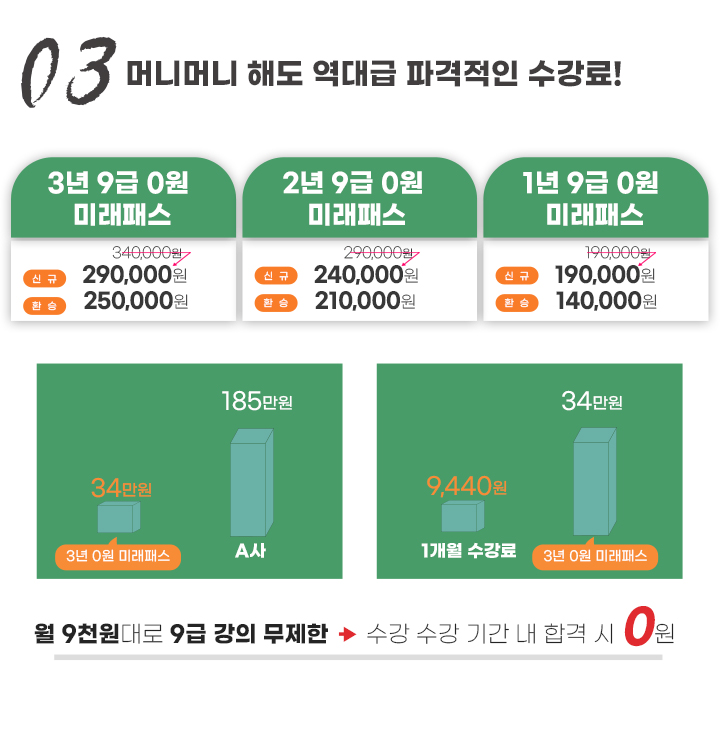 03 머니머니 해도 역대급 파격적인 수강료!
3년 9급 0원
미래패스
340,000원
신 규 290,000원
환 승 250,000원
2년 9급 0원
미래패스
290,000원
신 규 240,000원
환 승 210,000원
1년 9급 0원
미래패스
190,000원
신 규 190,000원
환 승 140,000원
185만원
34만원
3년 0원 미래패스
A사
34만원
9,440원
1개월 수강료
3년 0원 미래패스
월 9천원대로 9급 강의 무제한 수강 수강 기간 내 합격 시 0원